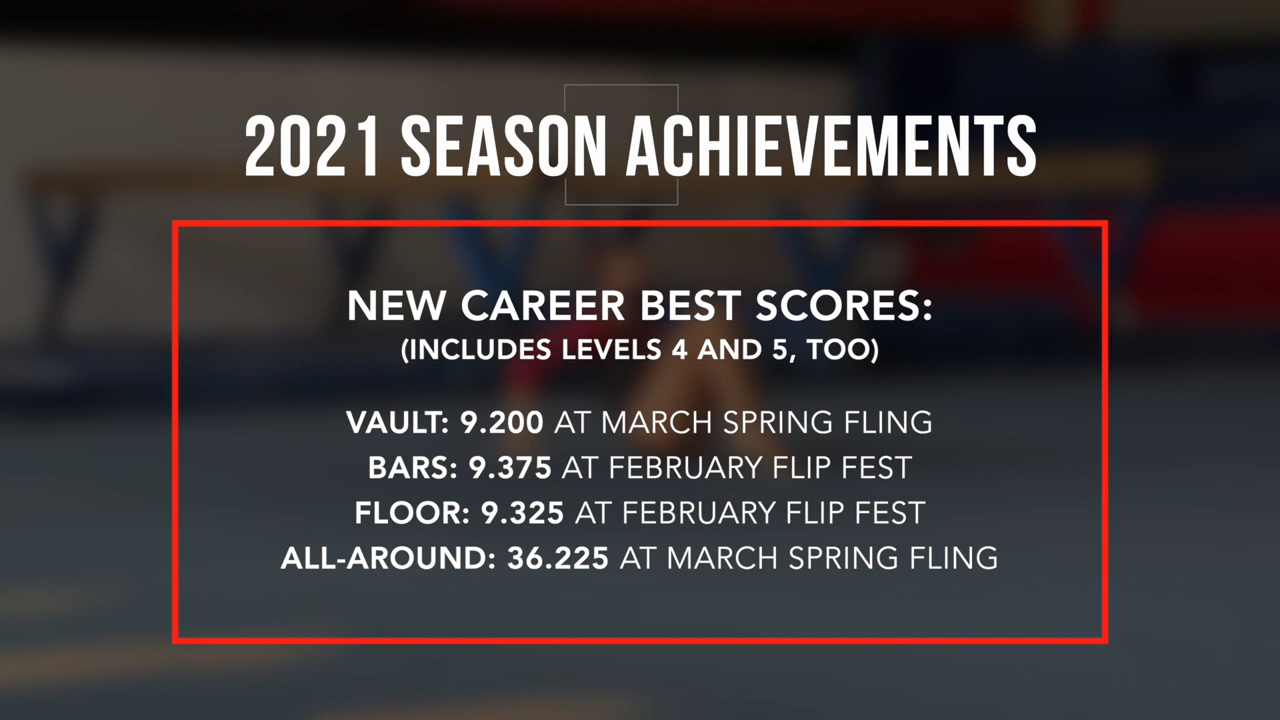 2021 SEASON ACHIEVEMENTS
NEW CAREER BEST SCORES:
(INCLUDES LEVELS 4 AND 5, TOO)
VAULT: 9.200 AT MARCH SPRING FLING
BARS: 9.375 AT FEBRUARY FLIP FEST
FLOOR: 9.325 AT FEBRUARY FLIP FEST
ALL-AROUND: 36.225 AT MARCH SPRING FLING